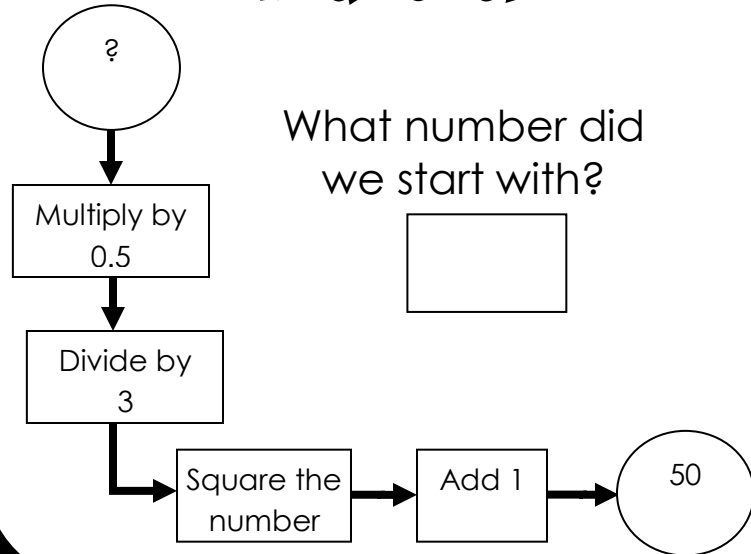 ?
What number did
we start with?
Multiply by
0.5
Divide by
3
Square the
number
Add 1
50